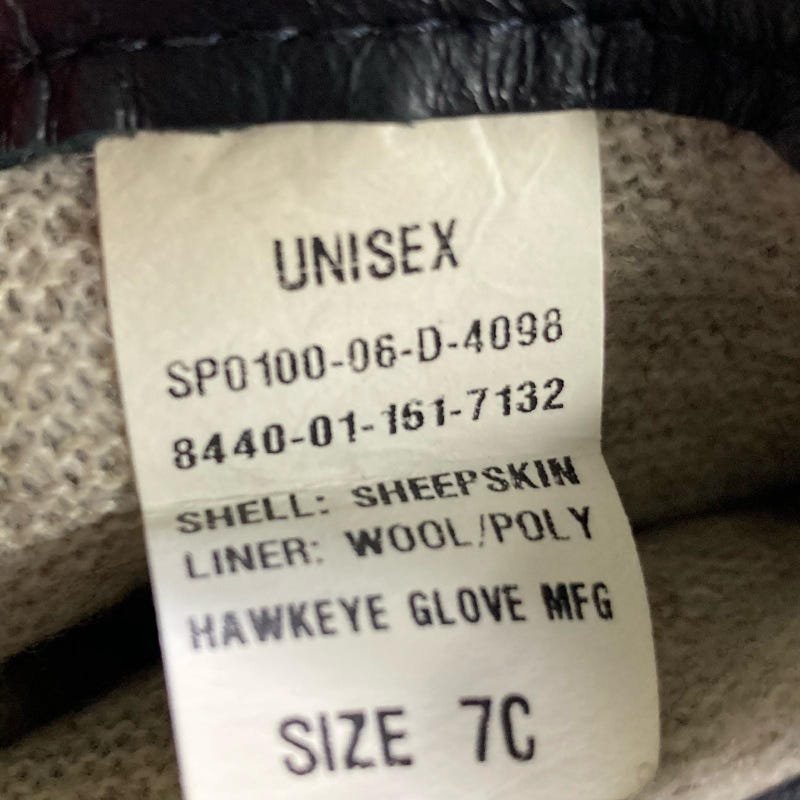 UNISEX
SP0100-06-D-4098
8440-01-151-7132
SHELL: SHEEPSKIN
LINER: WOOL/POLY
HAWKEYE GLOVE MFG
SIZE 7C